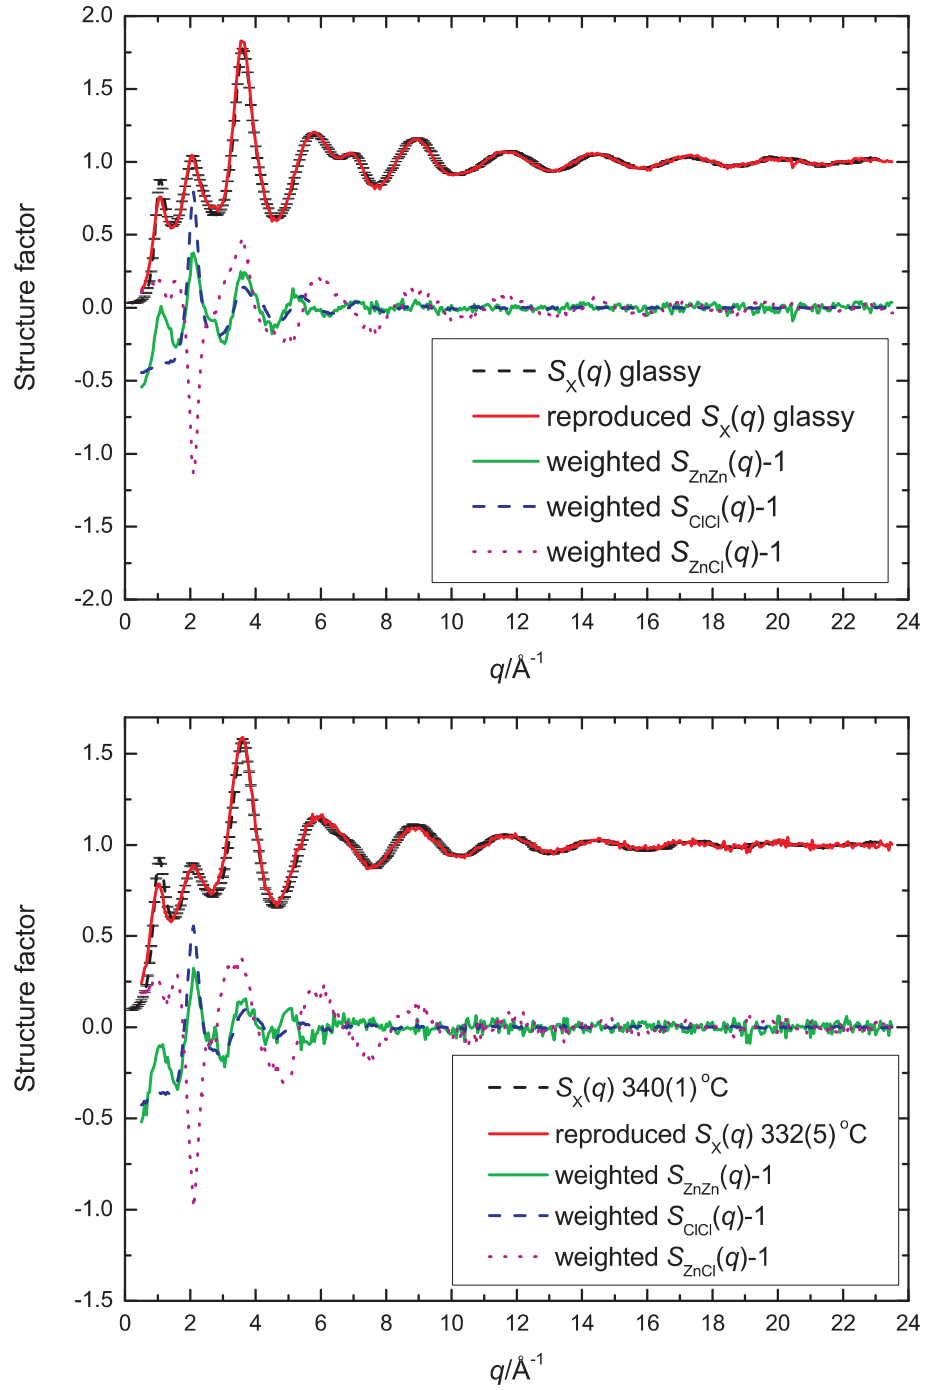 2.0
1.5
1.0
0.5
0.0
-0.5
-1.0
-1.5
-2.0
Structure factor
S_X(q) glassy
reproduced S_X(q) glassy
weighted S_ZnZn(q)-1
weighted S_ClCl(q)-1
weighted S_ZnCl(q)-1
0 2 4 6 8 10 12 14 16 18 20 22 24
q/Å⁻¹
1.5
1.0
0.5
0.0
-0.5
-1.0
-1.5
Structure factor
S_X(q) 340(1) °C
reproduced S_X(q) 332(5) °C
weighted S_ZnZn(q)-1
weighted S_ClCl(q)-1
weighted S_ZnCl(q)-1
0 2 4 6 8 10 12 14 16 18 20 22 24
q/Å⁻¹